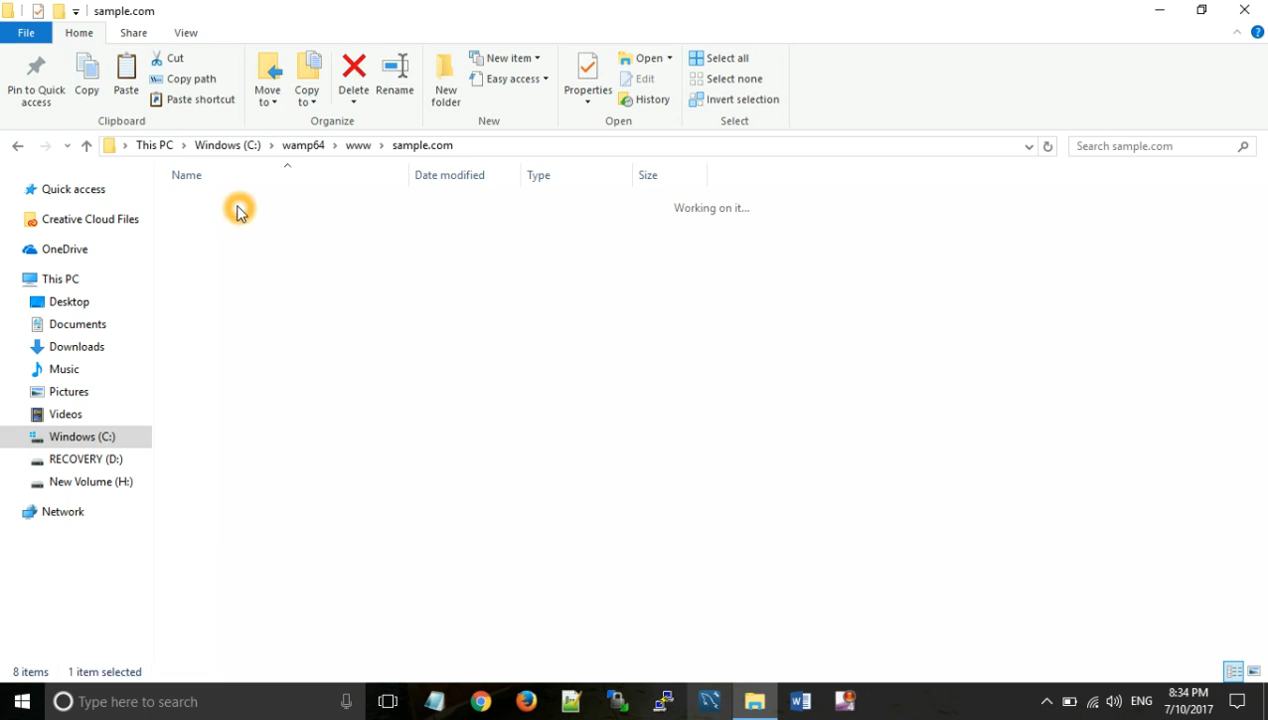 sample.com
File Home Share View
Pin to Quick access
Copy
Paste
Cut
Copy path
Paste shortcut
Clipboard
Move to
Copy to
Delete
Rename
Organize
New folder
New item
Easy access
New
Properties
Open
Edit
History
Open
Select all
Select none
Invert selection
Select
This PC Windows (C:) wamp64 www sample.com
Search sample.com
Name Date modified Type Size
Working on it...
Quick access
Creative Cloud Files
OneDrive
This PC
Desktop
Documents
Downloads
Music
Pictures
Videos
Windows (C:)
RECOVERY (D:)
New Volume (H:)
Network
8 items 1 item selected
Type here to search
ENG
8:34 PM
7/10/2017